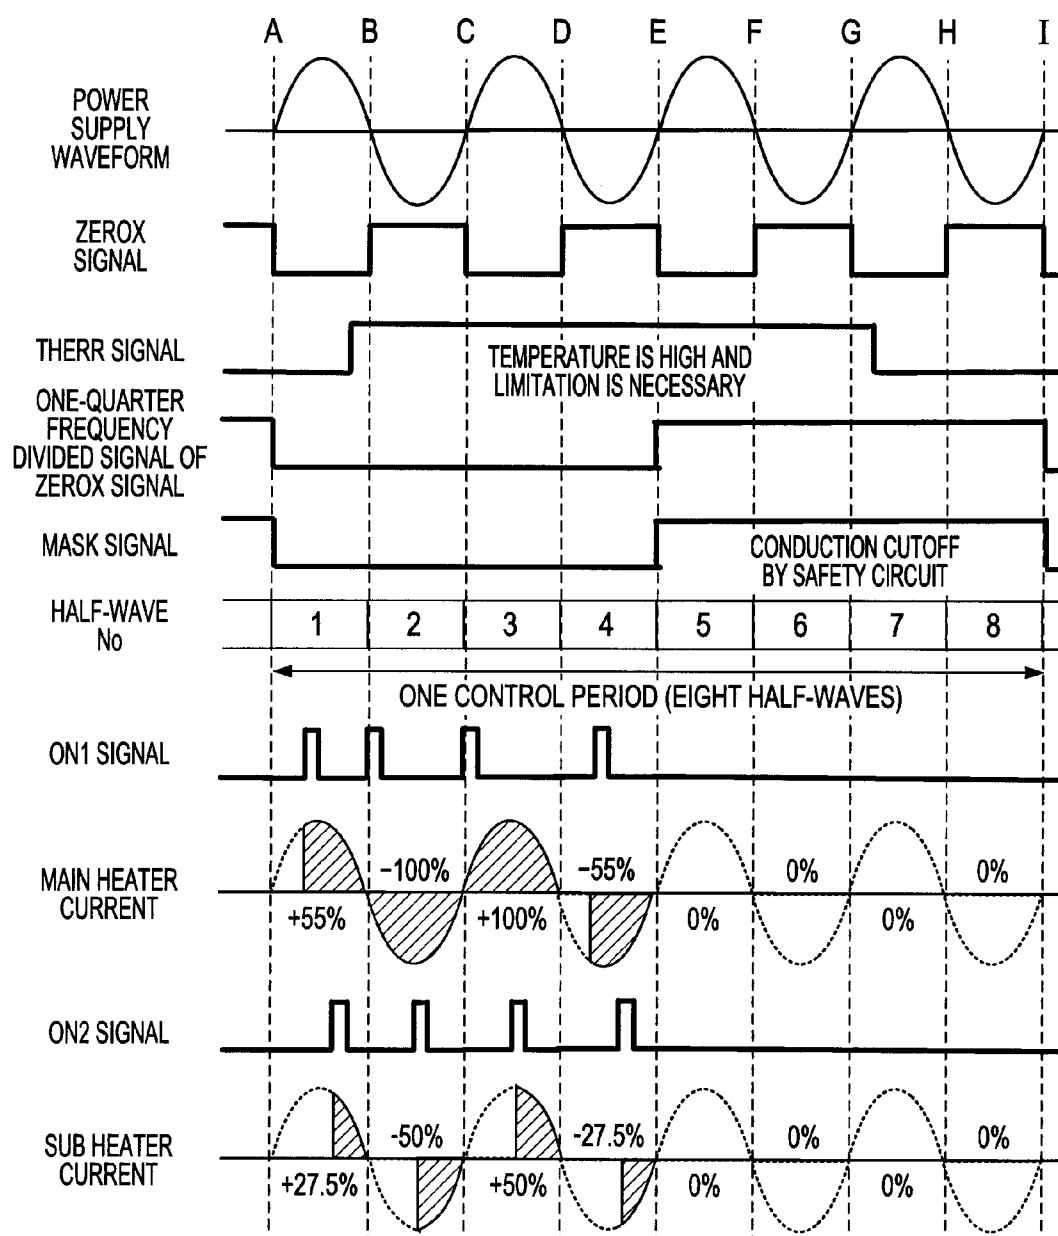 A B C D E F G H I
POWER
SUPPLY
WAVEFORM
ZEROX
SIGNAL
THERR SIGNAL
TEMPERATURE IS HIGH AND
LIMITATION IS NECESSARY
ONE-QUARTER
FREQUENCY
DIVIDED SIGNAL OF
ZEROX SIGNAL
MASK SIGNAL
CONDUCTION CUTOFF
BY SAFETY CIRCUIT
HALF-WAVE
No
1 2 3 4 5 6 7 8
ONE CONTROL PERIOD (EIGHT HALF-WAVES)
ON1 SIGNAL
MAIN HEATER
CURRENT
-100% -55% 0% 0%
+55% +100% 0% 0%
ON2 SIGNAL
SUB HEATER
CURRENT
-50% -27.5% 0% 0%
+27.5% +50% 0% 0%